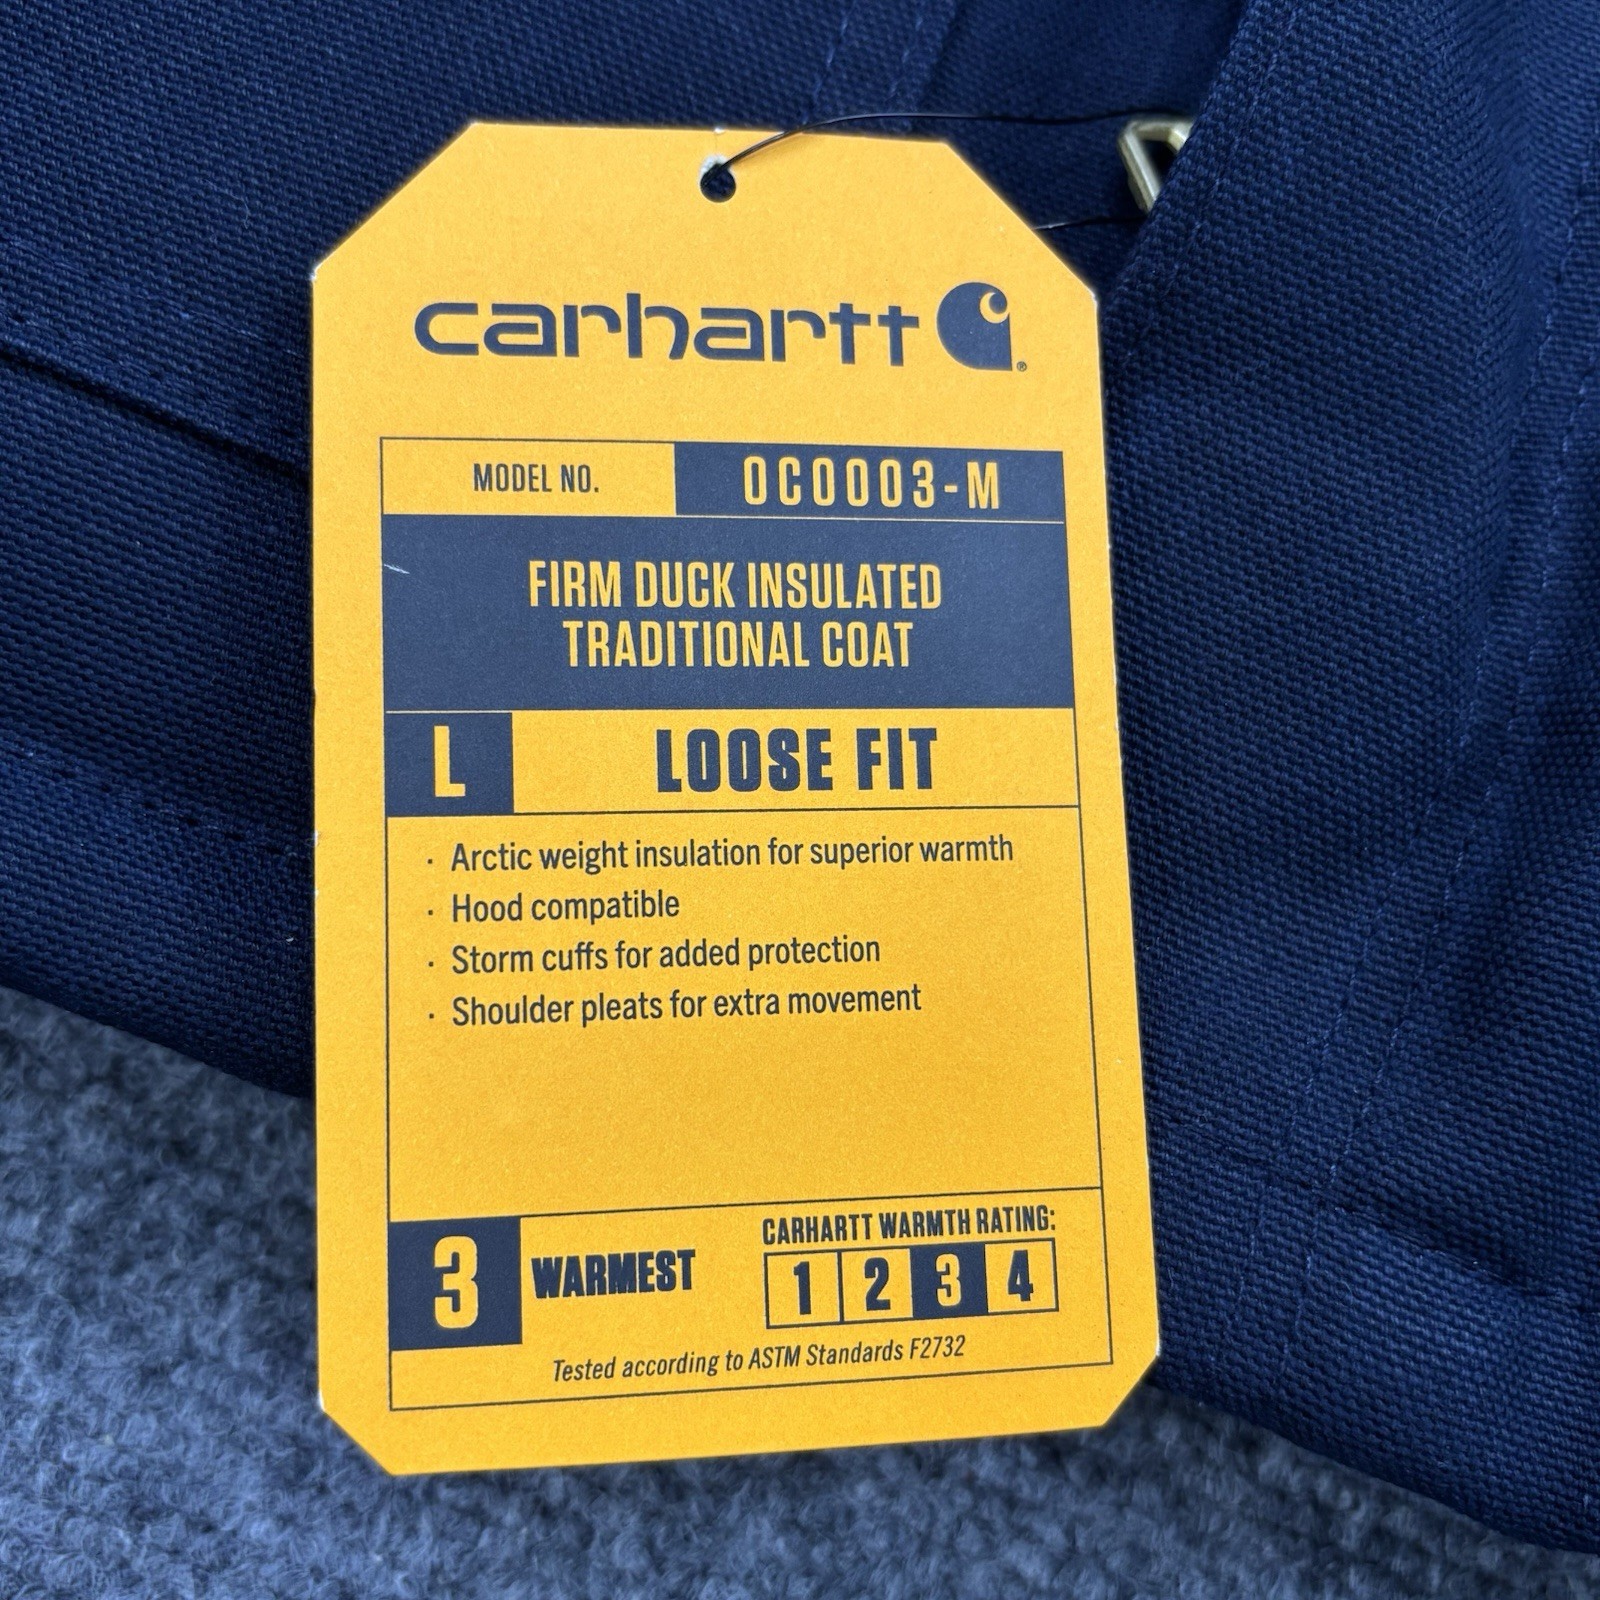 carhartt
MODEL NO. 0C0003-M
FIRM DUCK INSULATED
TRADITIONAL COAT
L LOOSE FIT
· Arctic weight insulation for superior warmth
· Hood compatible
· Storm cuffs for added protection
· Shoulder pleats for extra movement
3 WARMEST
CARHARTT WARMTH RATING:
1 2 3 4
Tested according to ASTM Standards F2732